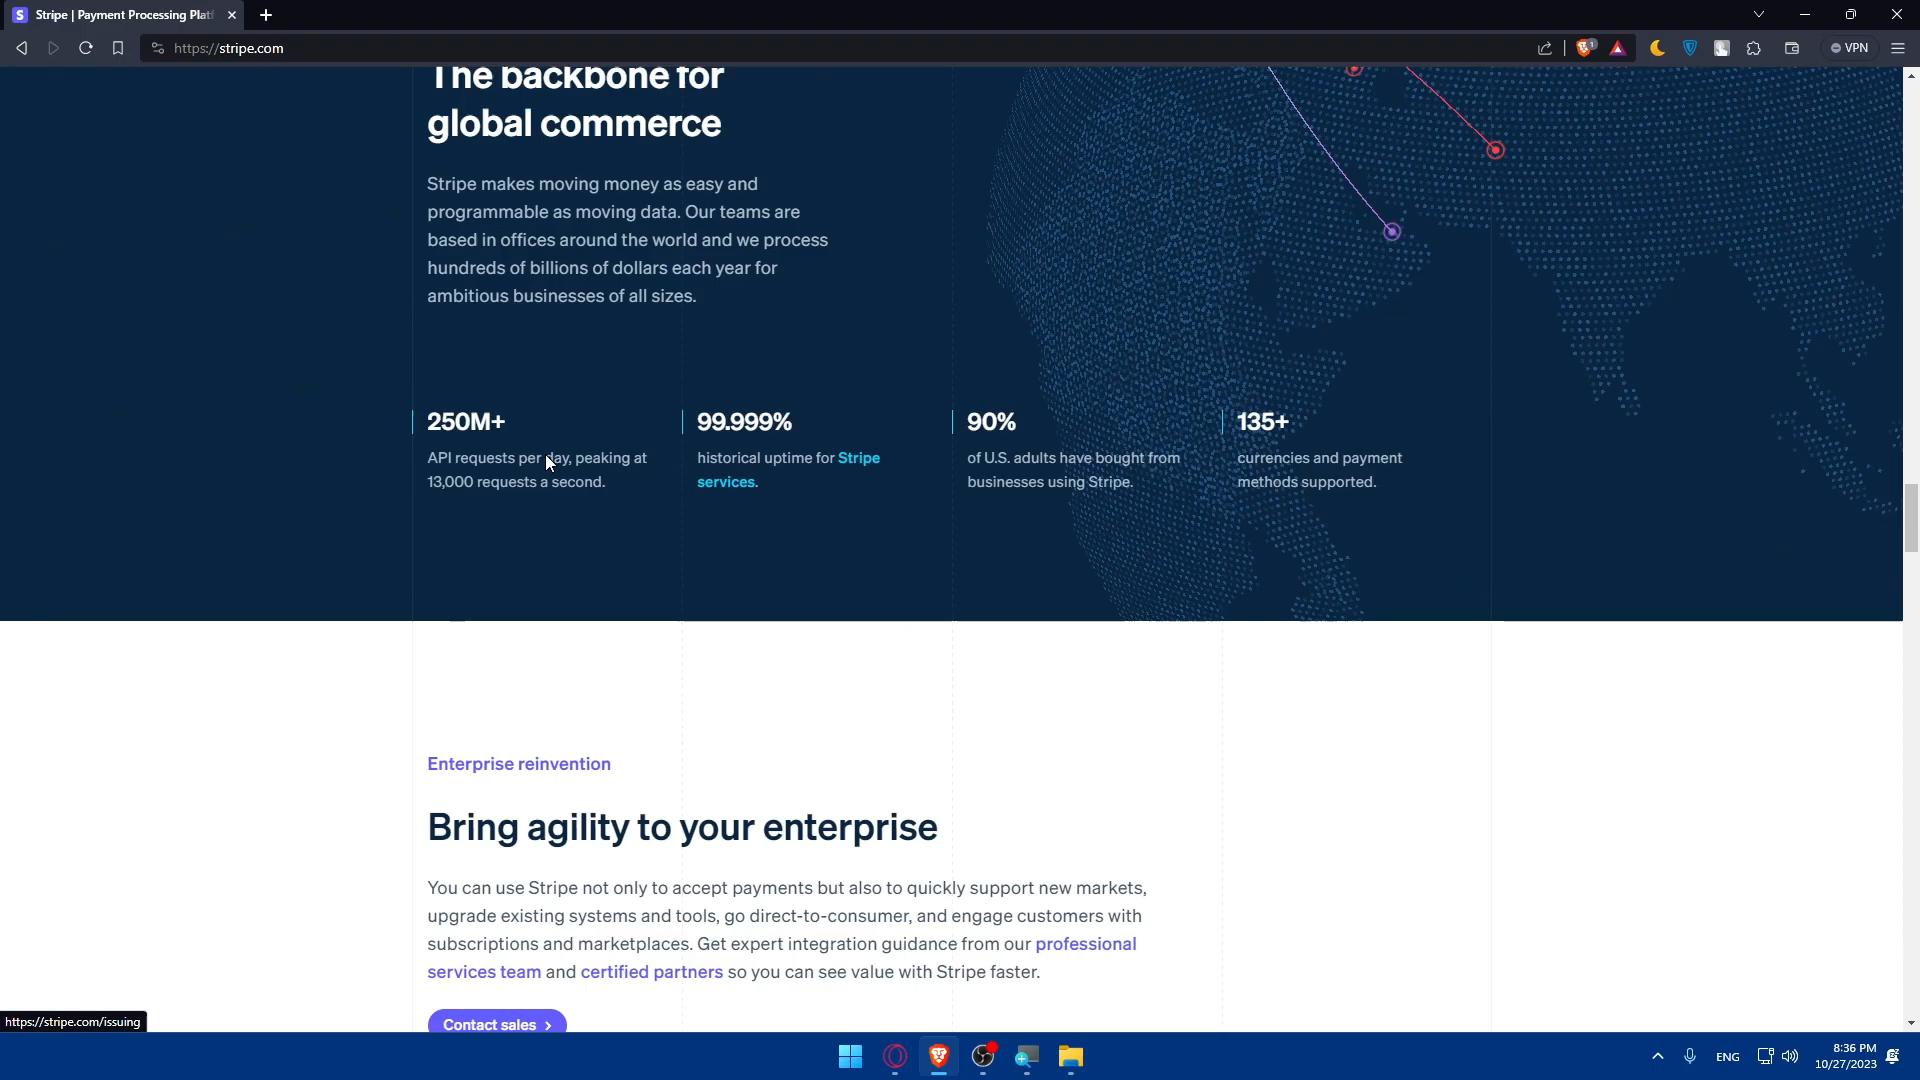 Stripe | Payment Processing Platf
https://stripe.com
VPN
The backbone for
global commerce
Stripe makes moving money as easy and
programmable as moving data. Our teams are
based in offices around the world and we process
hundreds of billions of dollars each year for
ambitious businesses of all sizes.
250M+
API requests per day, peaking at
13,000 requests a second.
99.999%
historical uptime for Stripe
services.
90%
of U.S. adults have bought from
businesses using Stripe.
135+
currencies and payment
methods supported.
Enterprise reinvention
Bring agility to your enterprise
You can use Stripe not only to accept payments but also to quickly support new markets,
upgrade existing systems and tools, go direct-to-consumer, and engage customers with
subscriptions and marketplaces. Get expert integration guidance from our professional
services team and certified partners so you can see value with Stripe faster.
Contact sales
https://stripe.com/issuing
ENG
8:36 PM
10/27/2023